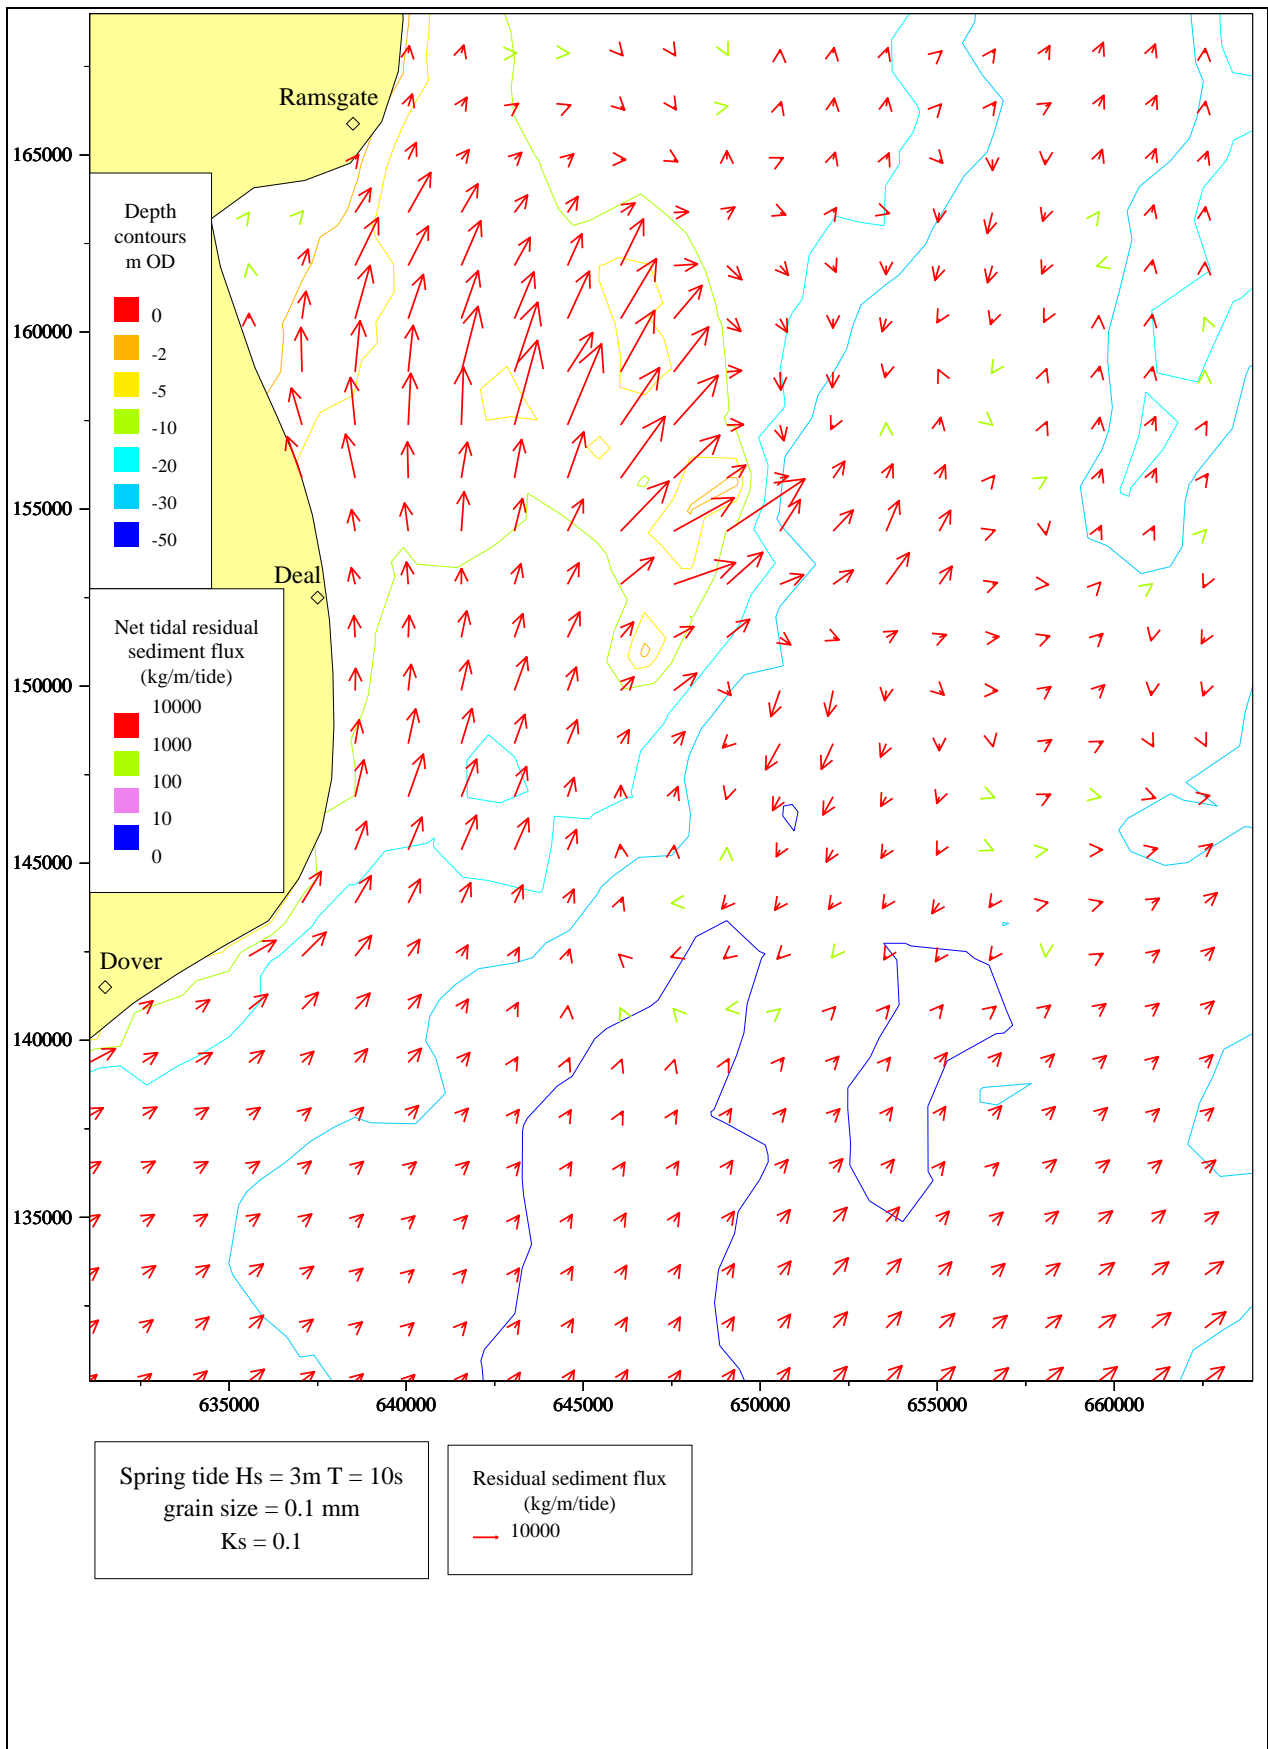 Ramsgate
165000
Depth
contours
m OD
0
-2
-5
-10
-20
-30
-50
160000
155000
Deal
Net tidal residual
sediment flux
(kg/m/tide)
10000
1000
100
10
0
150000
145000
Dover
140000
135000
635000 640000 645000 650000 655000 660000
Spring tide Hs = 3m T = 10s
grain size = 0.1 mm
Ks = 0.1
Residual sediment flux
(kg/m/tide)
10000